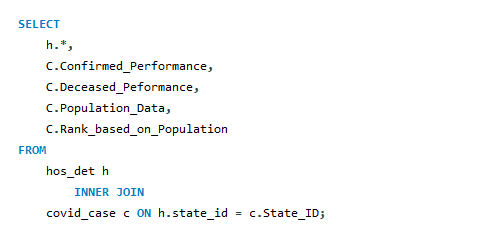 SELECT
h.*,
C.Confirmed_Performance,
C.Deceased_Peformance,
C.Population_Data,
C.Rank_based_on_Population
FROM
hos_det h
INNER JOIN
covid_case c ON h.state_id = c.State_ID;